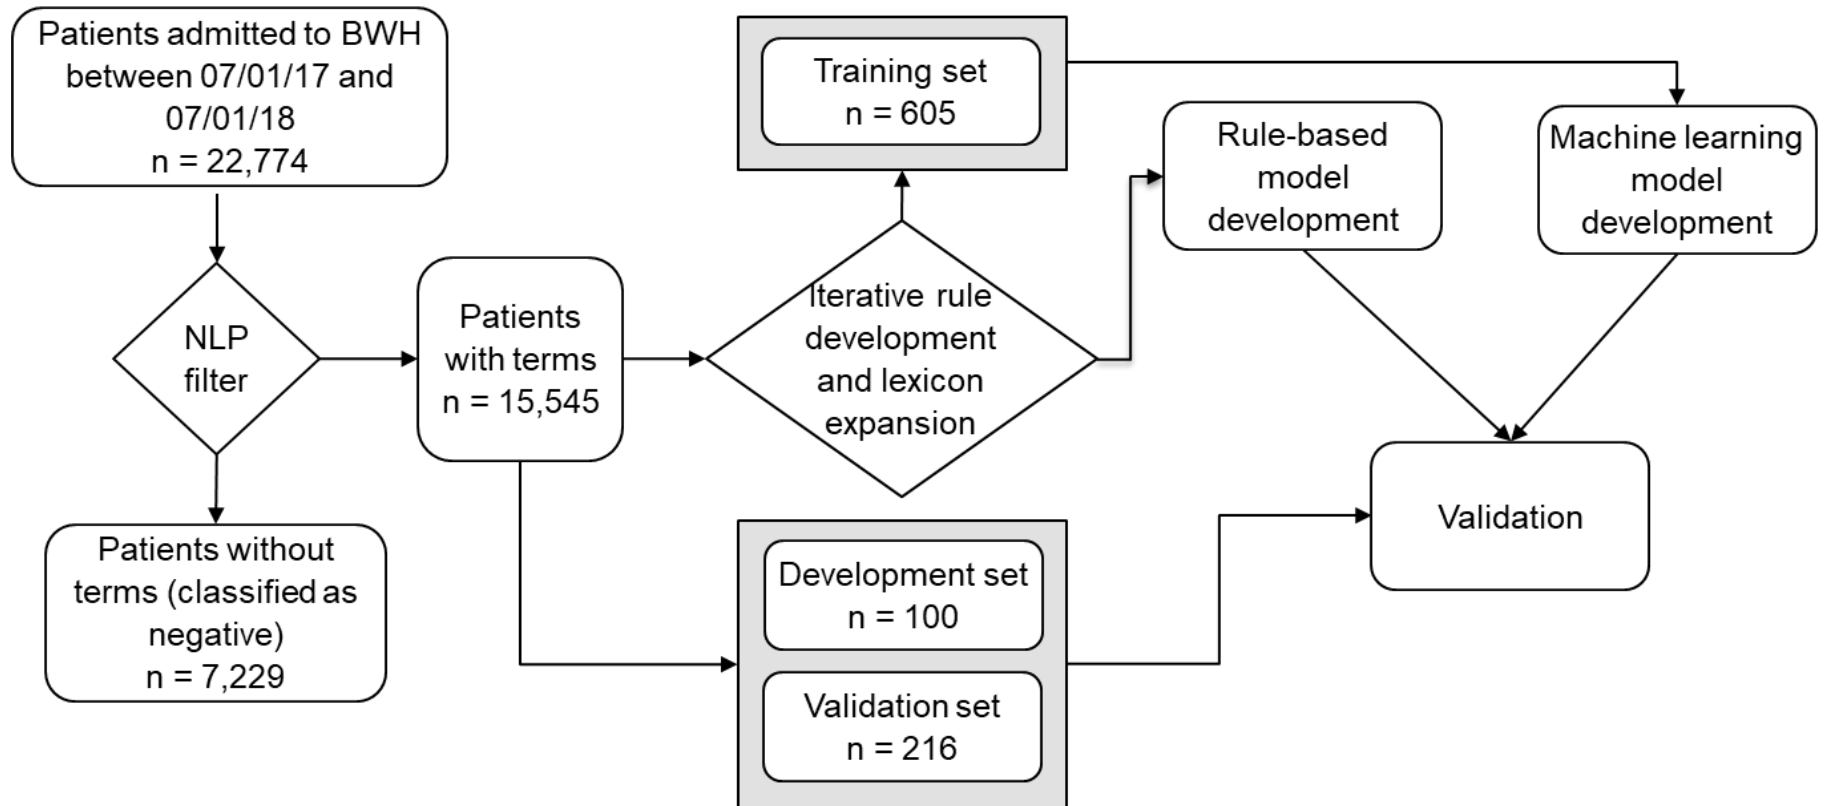 Patients admitted to BWH
between 07/01/17 and
07/01/18
n = 22,774
NLP
filter
Patients without
terms (classified as
negative)
n = 7,229
Patients
with terms
n = 15,545
Training set
n = 605
Iterative rule
development
and lexicon
expansion
Development set
n = 100
Validation set
n = 216
Rule-based
model
development
Machine learning
model
development
Validation